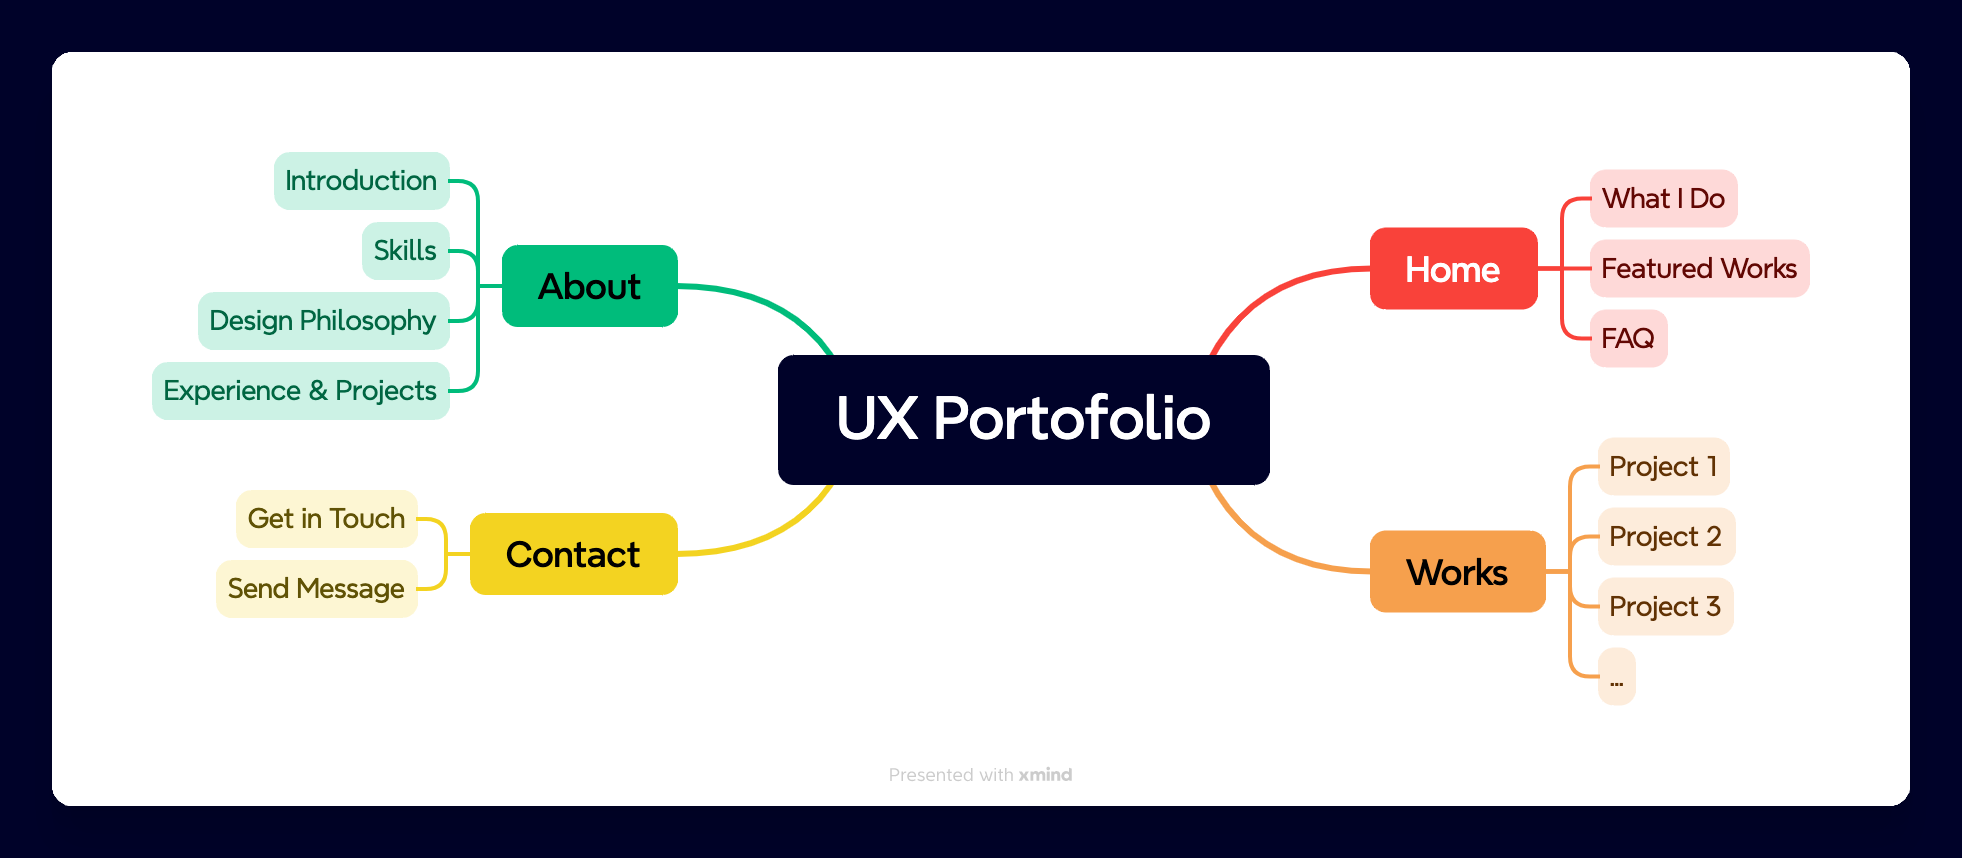 UX Portofolio
Home
What I Do
Featured Works
FAQ
Works
Project 1
Project 2
Project 3
...
About
Introduction
Skills
Design Philosophy
Experience & Projects
Contact
Get in Touch
Send Message
Presented with xmind